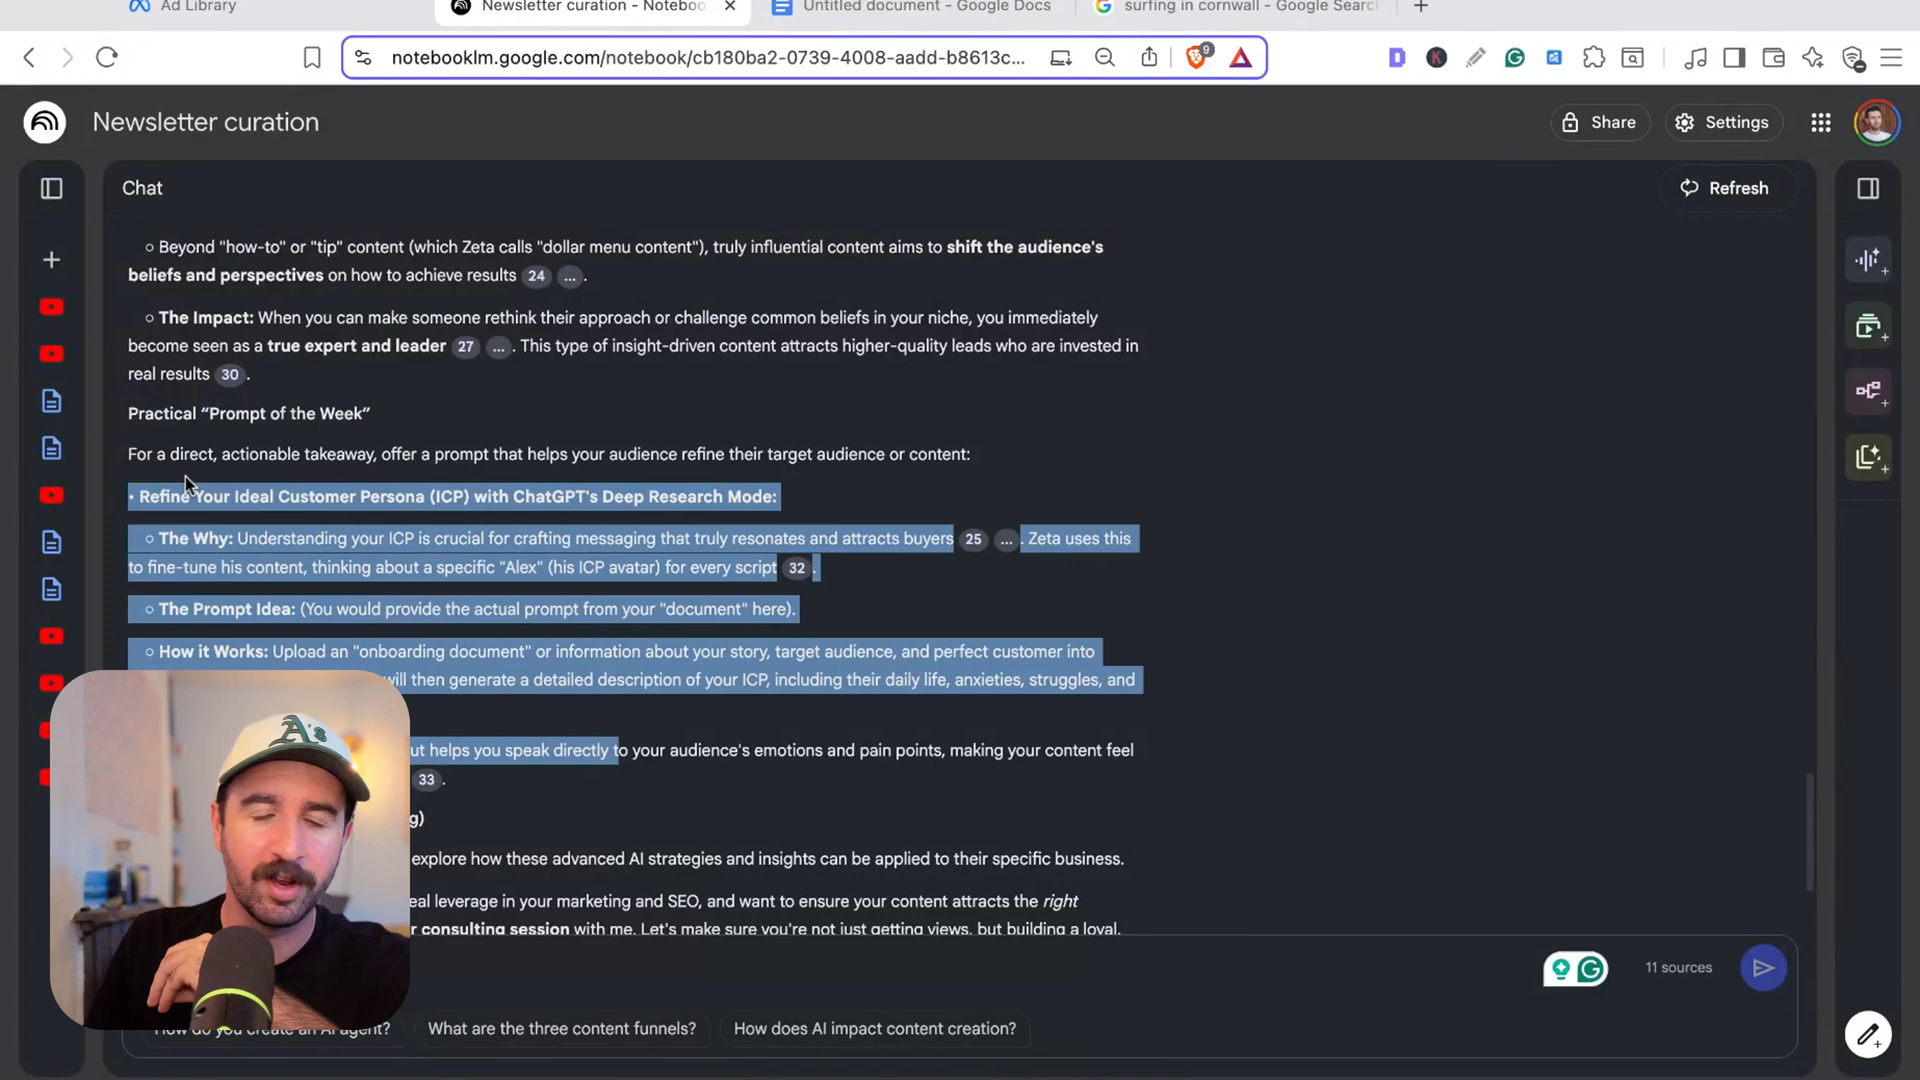 Ad Library
Newsletter curation - Notebo
Untitled document - Google Docs
surfing in cornwall - Google Searc
notebooklm.google.com/notebook/cb180ba2-0739-4008-aadd-b8613c...
9
K
Newsletter curation
Share
Settings
Chat
Refresh
○ Beyond "how-to" or "tip" content (which Zeta calls "dollar menu content"), truly influential content aims to shift the audience's
beliefs and perspectives on how to achieve results 24 ... .
○ The Impact: When you can make someone rethink their approach or challenge common beliefs in your niche, you immediately
become seen as a true expert and leader 27 ... . This type of insight-driven content attracts higher-quality leads who are invested in
real results 30 .
Practical “Prompt of the Week”
For a direct, actionable takeaway, offer a prompt that helps your audience refine their target audience or content:
• Refine Your Ideal Customer Persona (ICP) with ChatGPT's Deep Research Mode:
○ The Why: Understanding your ICP is crucial for crafting messaging that truly resonates and attracts buyers 25 ... . Zeta uses this
to fine-tune his content, thinking about a specific "Alex" (his ICP avatar) for every script 32 .
○ The Prompt Idea: (You would provide the actual prompt from your "document" here).
○ How it Works: Upload an "onboarding document" or information about your story, target audience, and perfect customer into
will then generate a detailed description of your ICP, including their daily life, anxieties, struggles, and
ut helps you speak directly to your audience's emotions and pain points, making your content feel
33 .
g)
explore how these advanced AI strategies and insights can be applied to their specific business.
eal leverage in your marketing and SEO, and want to ensure your content attracts the right
r consulting session with me. Let's make sure you're not just getting views, but building a loyal,
11 sources
How do you create an AI agent?
What are the three content funnels?
How does AI impact content creation?
A's